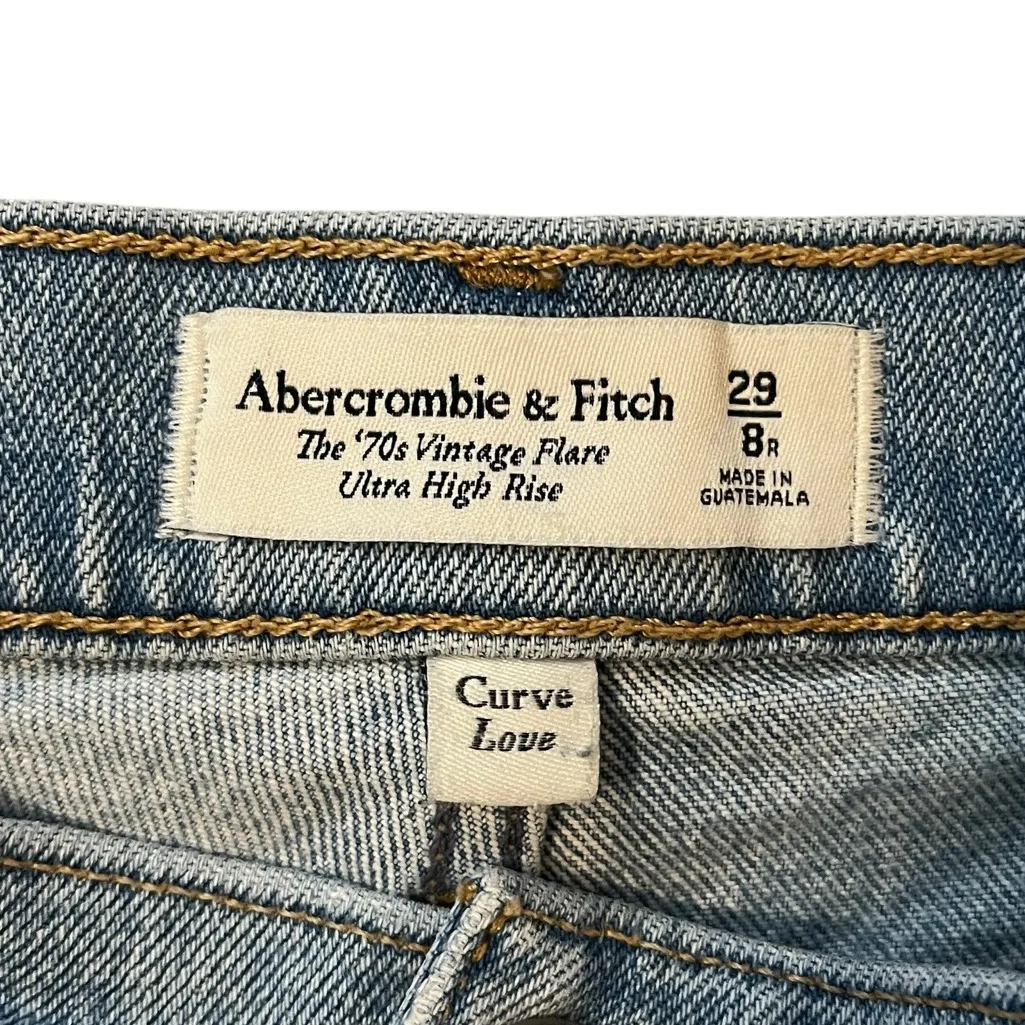 Abercrombie & Fitch
The ‘70s Vintage Flare
Ultra High Rise
29
8R
MADE IN
GUATEMALA
Curve
Love